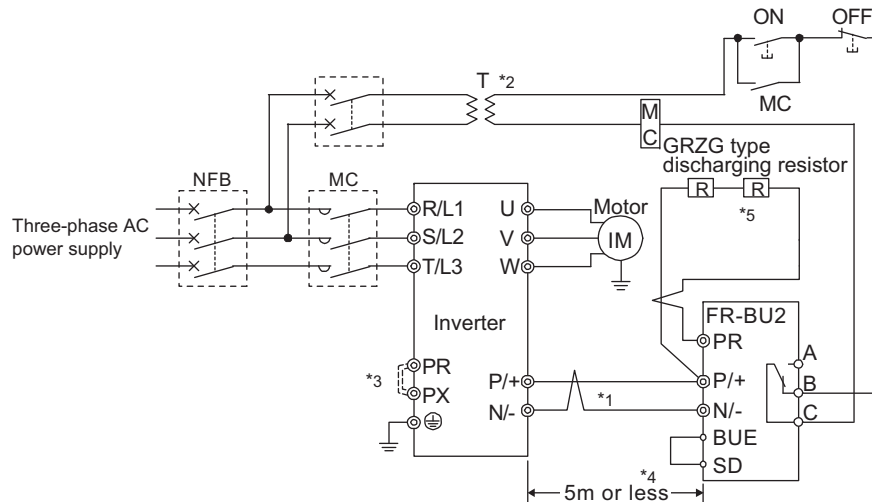 ON
OFF
T
*2
MC
MC
GRZG type
discharging resistor
R
R
*5
NFB
MC
Three-phase AC
power supply
R/L1
S/L2
T/L3
U
V
W
Motor
IM
Inverter
FR-BU2
PR
A
B
C
*3
PR
PX
P/+
N/-
*1
P/+
N/-
BUE
SD
*4
5m or less